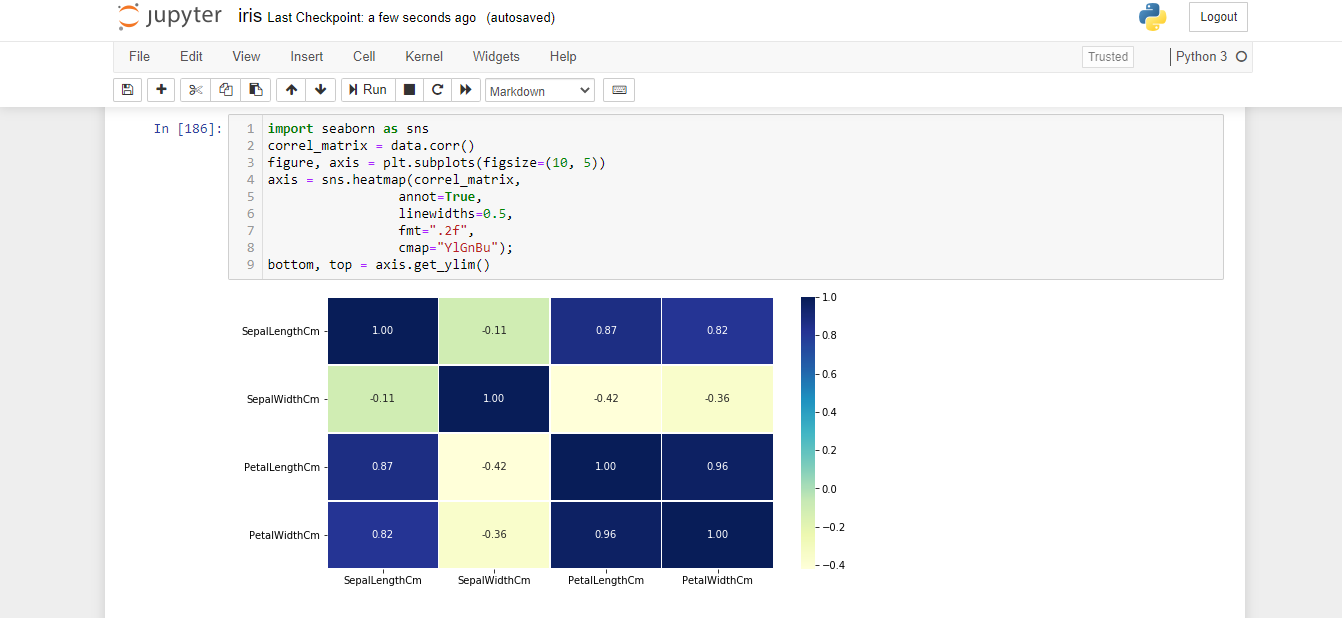 jupyter iris Last Checkpoint: a few seconds ago (autosaved)
Logout
File Edit View Insert Cell Kernel Widgets Help
Trusted
Python 3
Run
Markdown
In [186]:
1 import seaborn as sns
2 correl_matrix = data.corr()
3 figure, axis = plt.subplots(figsize=(10, 5))
4 axis = sns.heatmap(correl_matrix,
5 annot=True,
6 linewidths=0.5,
7 fmt=".2f",
8 cmap="YlGnBu");
9 bottom, top = axis.get_ylim()
SepalLengthCm 1.00 -0.11 0.87 0.82
SepalWidthCm -0.11 1.00 -0.42 -0.36
PetalLengthCm 0.87 -0.42 1.00 0.96
PetalWidthCm 0.82 -0.36 0.96 1.00
SepalLengthCm SepalWidthCm PetalLengthCm PetalWidthCm
1.0
0.8
0.6
0.4
0.2
0.0
−0.2
−0.4